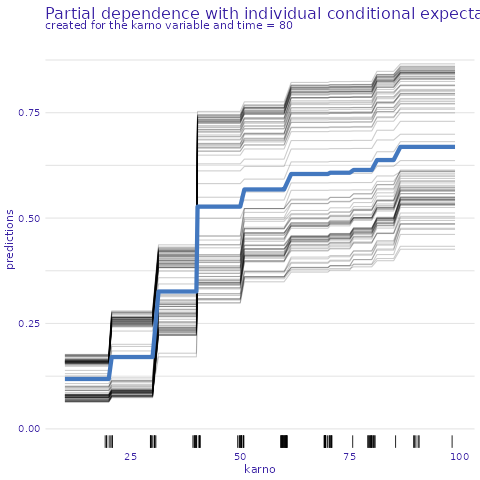 Partial dependence with individual conditional expecta
created for the karno variable and time = 80
predictions
0.75
0.50
0.25
0.00
25
50
75
100
karno